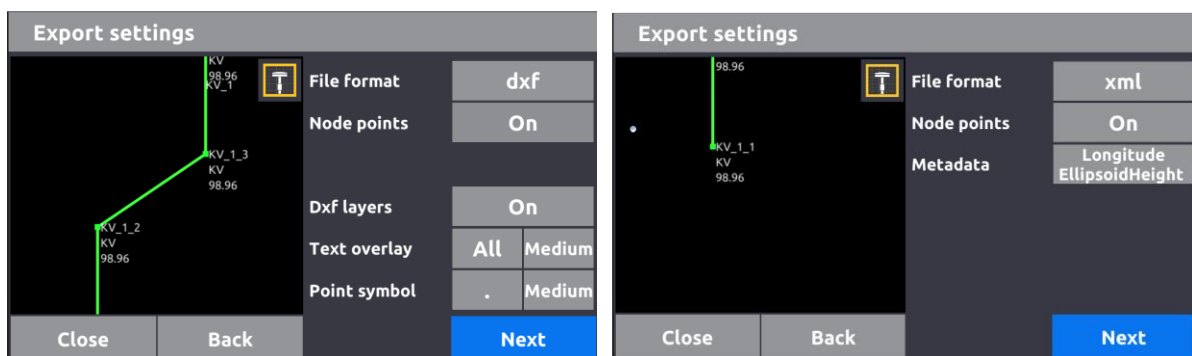 Export settings
KV
98.96
KV_1
KV_1_3
KV
98.96
KV_1_2
KV
98.96
File format dxf
Node points On
Dxf layers On
Text overlay All Medium
Point symbol . Medium
Close Back Next
Export settings
98.96
KV_1_1
KV
98.96
File format xml
Node points On
Metadata Longitude
EllipsoidHeight
Close Back Next